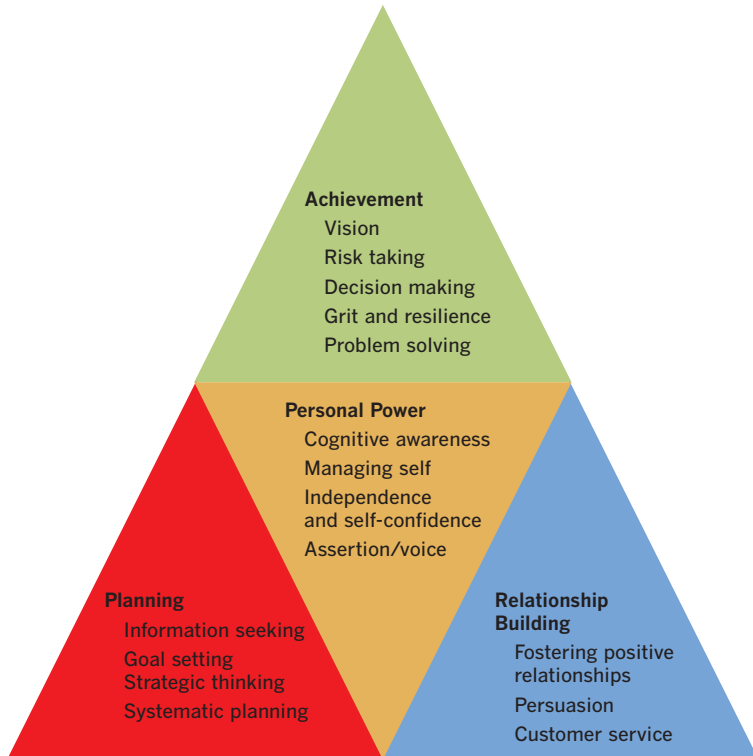 Achievement
Vision
Risk taking
Decision making
Grit and resilience
Problem solving
Personal Power
Cognitive awareness
Managing self
Independence
and self-confidence
Assertion/voice
Planning
Information seeking
Goal setting
Strategic thinking
Systematic planning
Relationship
Building
Fostering positive
relationships
Persuasion
Customer service